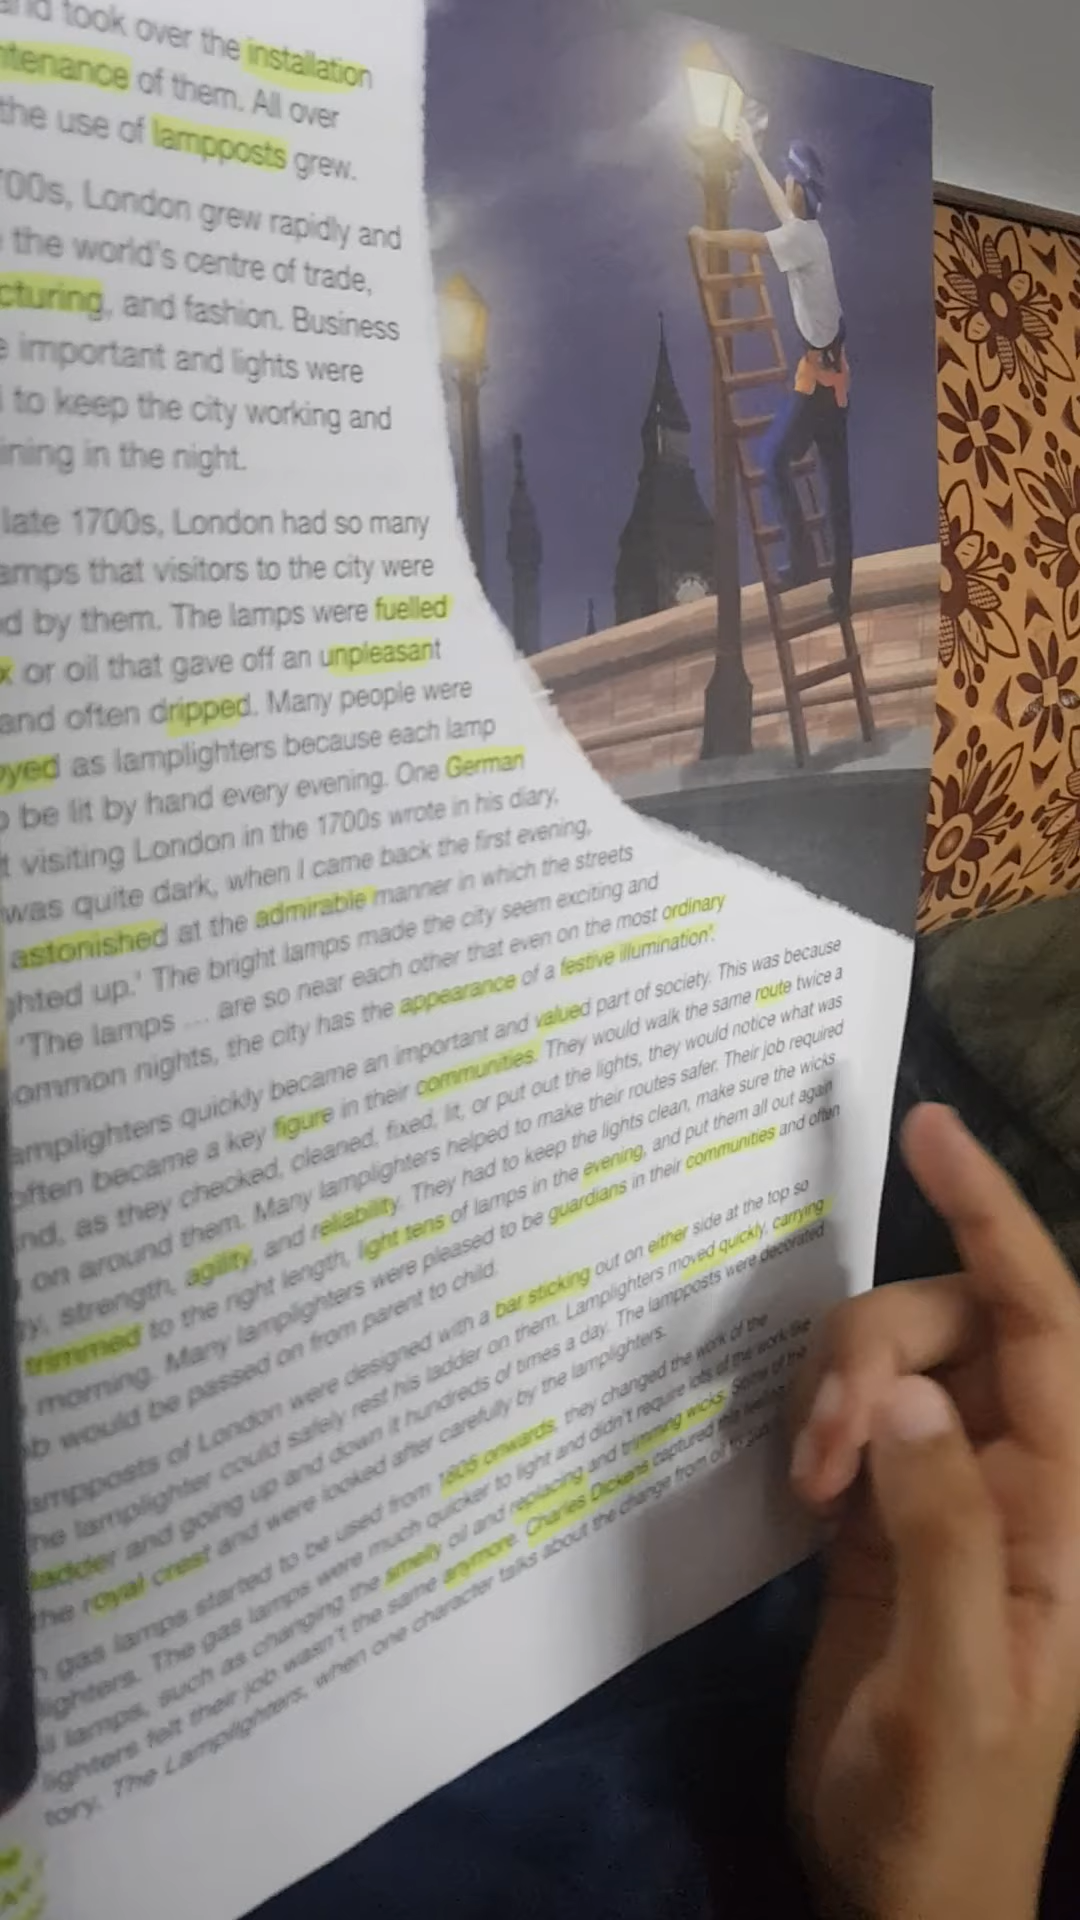 took over the installation
of them. All over
the use of lampposts grew.
00s, London grew rapidly and
the world's centre of trade,
cturing, and fashion. Business
important and lights were
to keep the city working and
ining in the night.
late 1700s, London had so many
amps that visitors to the city were
d by them. The lamps were fuelled
x or oil that gave off an unpleasant
and often dripped. Many people were
oyed as lamplighters because each lamp
be lit by hand every evening. One German
t visiting London in the 1700s wrote in his diary,
was quite dark, when I came back the first evening,
astonished at the admirable manner in which the streets
hted up.' The bright lamps made the city seem exciting and
'The lamps ... are so near each other that even on the most ordinary
ommon nights, the city has the appearance of a festive illumination'.
amplighters quickly became an important and valued part of society. This was because
often became a key figure in their communities. They would walk the same route twice a
nd, as they checked, cleaned, fixed, lit, or put out the lights, they would notice what was
on around them. Many lamplighters helped to make their routes safer. Their job required
y, strength, agility, and reliability. They had to keep the lights clean, make sure the wicks
trimmed to the right length, light tens of lamps in the evening, and put them all out again
morning. Many lamplighters were pleased to be guardians in their communities and often
b would be passed on from parent to child.
ampposts of London were designed with a bar sticking out on either side at the top so
he lamplighter could safely rest his ladder on them. Lamplighters moved quickly, carrying
ladder and going up and down it hundreds of times a day. The lampposts were decorated
the royal crest and were looked after carefully by the lamplighters.
gas lamps started to be used from 1806 onwards, they changed the work of the
lighters. The gas lamps were much quicker to light and didn't require lots of the work like
l lamps, such as changing the smelly oil and replacing and trimming wicks. Some of the
lighters felt their job wasn't the same anymore. Charles Dickens captured this
tory, The Lamplighters, when one character talks about the change from oil to